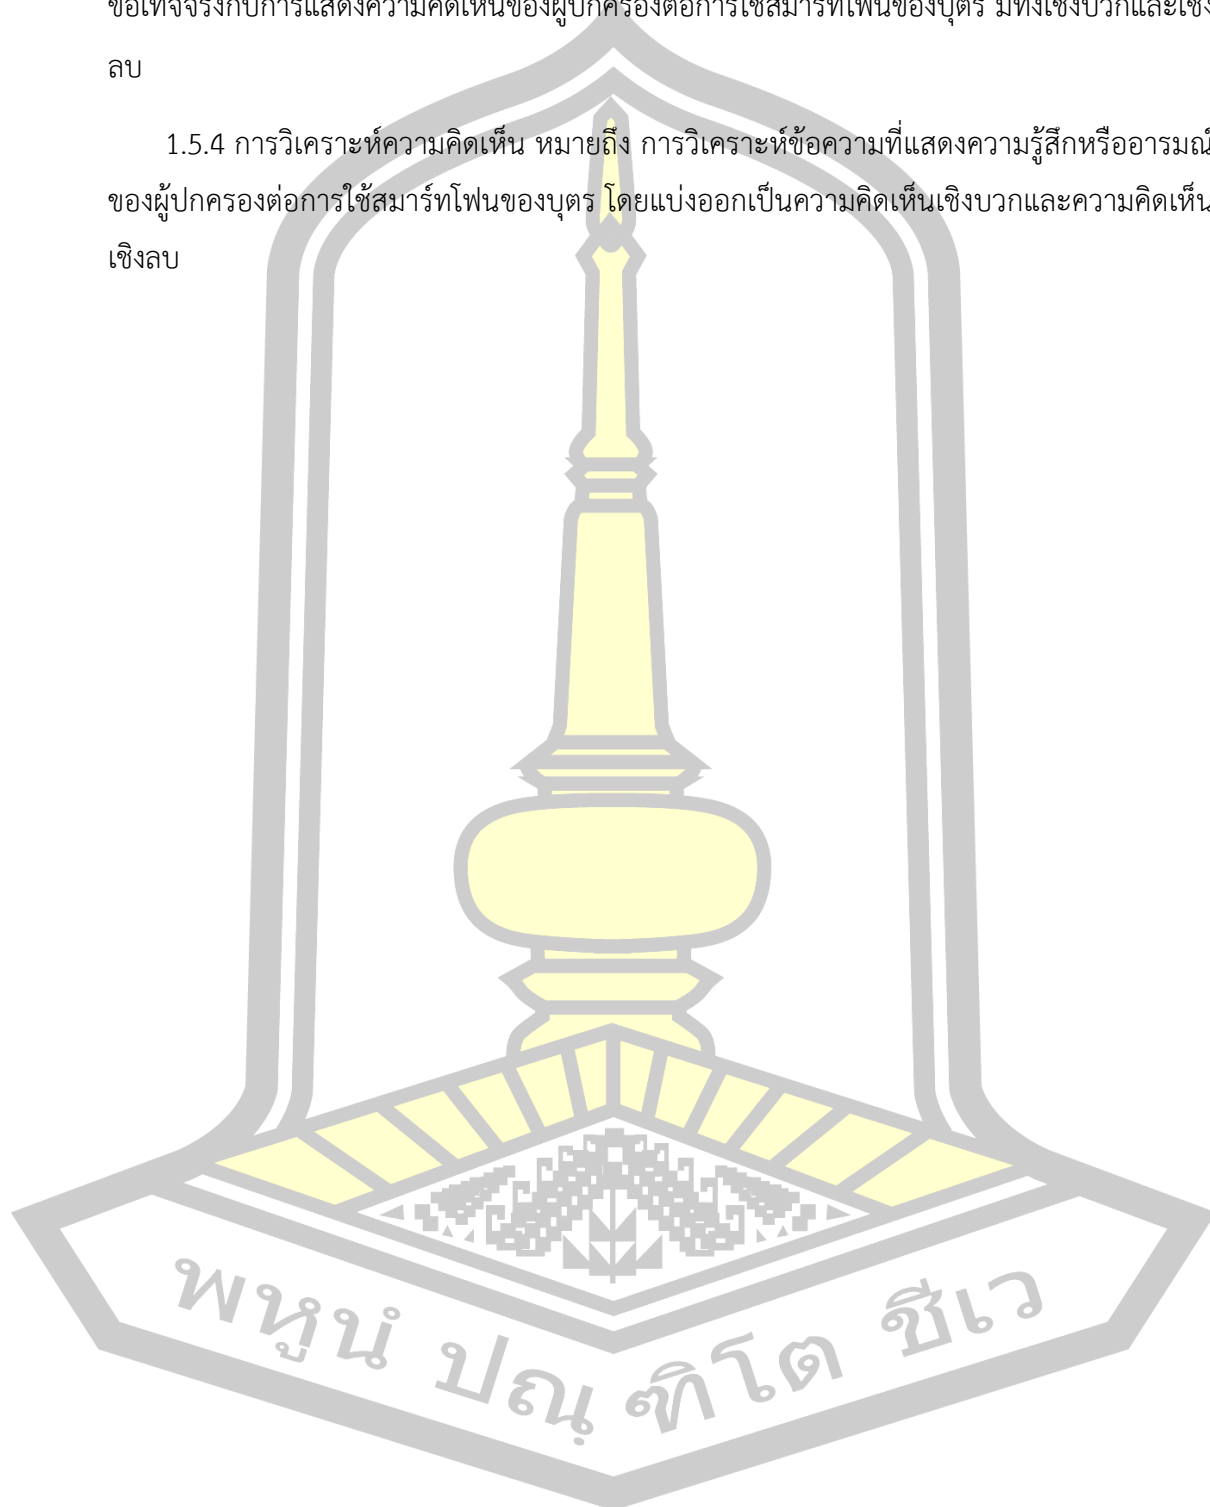 ข้อเท็จจริงกับการแสดงความคิดเห็นของผู้ปกครองต่อการใช้สมาร์ทโฟนของบุตร มีทั้งเชิงบวกและเชิง
ลบ
1.5.4 การวิเคราะห์ความคิดเห็น หมายถึง การวิเคราะห์ข้อความที่แสดงความรู้สึกหรืออารมณ์
ของผู้ปกครองต่อการใช้สมาร์ทโฟนของบุตร โดยแบ่งออกเป็นความคิดเห็นเชิงบวกและความคิดเห็น
เชิงลบ
พหูนํ ปณฺ ฑิโต ชีเว